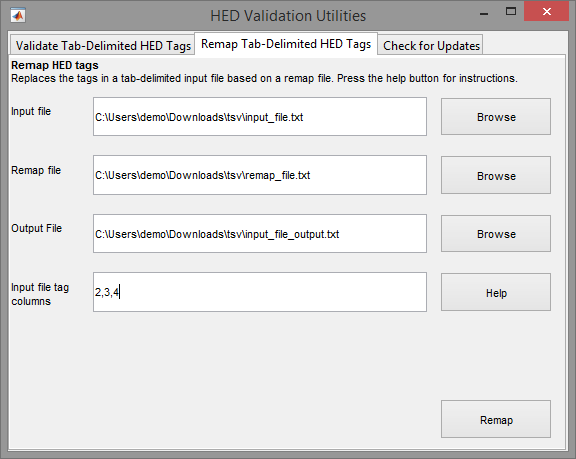 HED Validation Utilities
Validate Tab-Delimited HED Tags
Remap Tab-Delimited HED Tags
Check for Updates
Remap HED tags
Replaces the tags in a tab-delimited input file based on a remap file. Press the help button for instructions.
Input file
C:\Users\demo\Downloads\tsv\input_file.txt
Browse
Remap file
C:\Users\demo\Downloads\tsv\remap_file.txt
Browse
Output File
C:\Users\demo\Downloads\tsv\input_file_output.txt
Browse
Input file tag
columns
2,3,4
Help
Remap